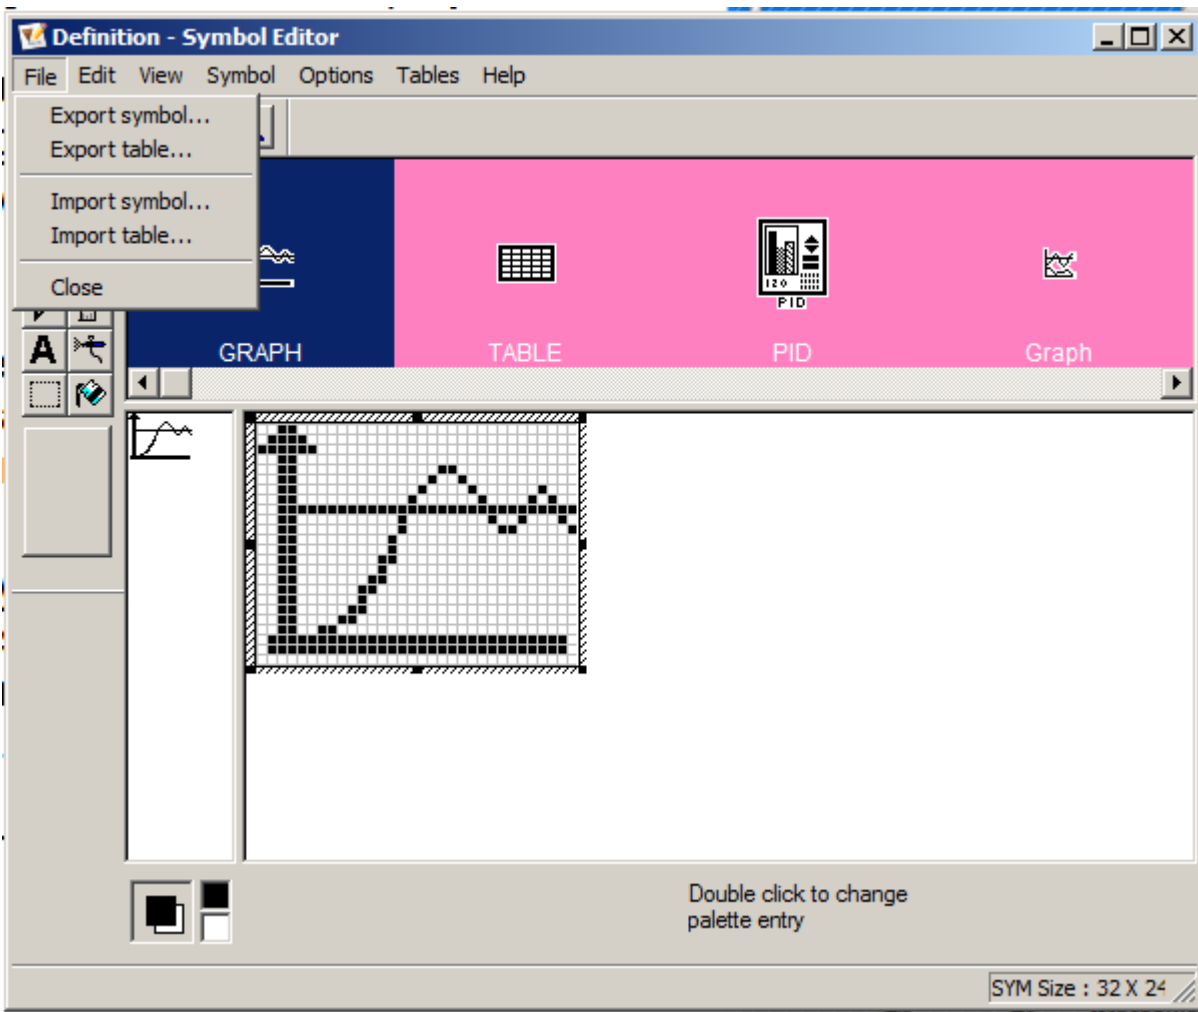 Definition - Symbol Editor
File Edit View Symbol Options Tables Help
Export symbol...
Export table...
Import symbol...
Import table...
Close
120
PID
GRAPH TABLE PID Graph
A
Double click to change
palette entry
SYM Size : 32 X 24